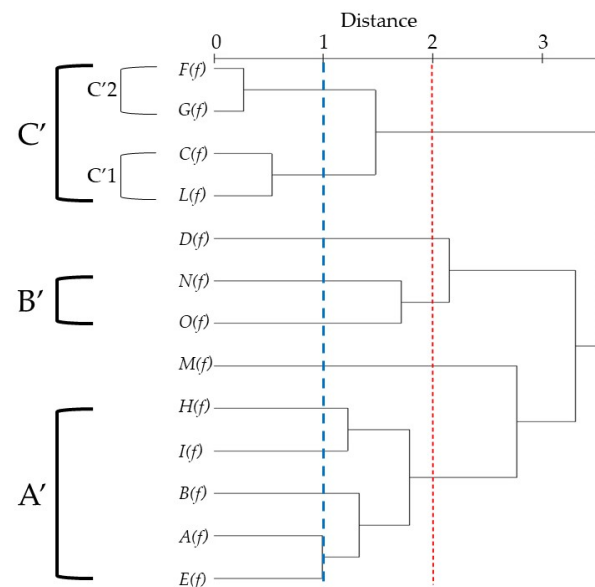 Distance
0 1 2 3
F(f)
C′2
G(f)
C′
C(f)
C′1
L(f)
D(f)
N(f)
B′
O(f)
M(f)
H(f)
I(f)
B(f)
A′
A(f)
E(f)